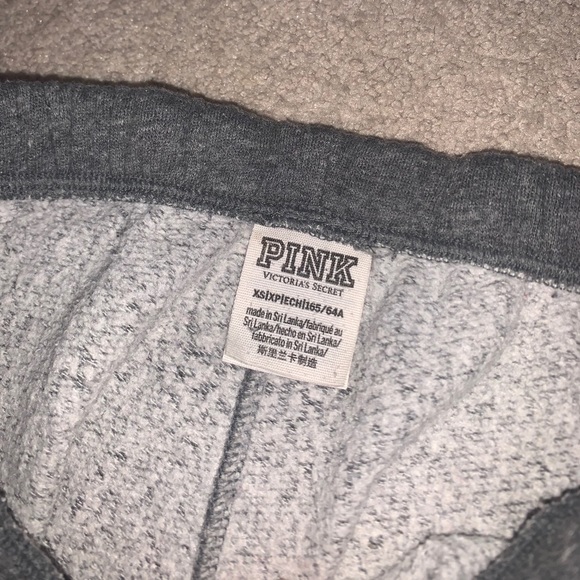 PINK
VICTORIA'S SECRET
XS|XP|ECH|165/64A
made in Sri Lanka/fabriqué au
Sri Lanka/hecho en Sri Lanka/
fabbricato in Sri Lanka/
斯里兰卡制造